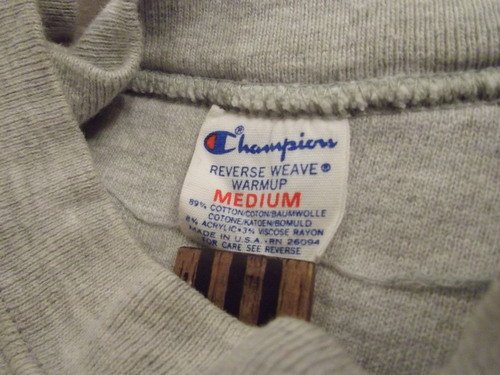 Champion®
REVERSE WEAVE®
WARMUP
MEDIUM
89% COTTON/COTON/BAUMWOLLE
COTONE/KATOEN/BOMULD
8% ACRYLIC•3% VISCOSE RAYON
MADE IN U.S.A.•RN 26094
FOR CARE SEE REVERSE